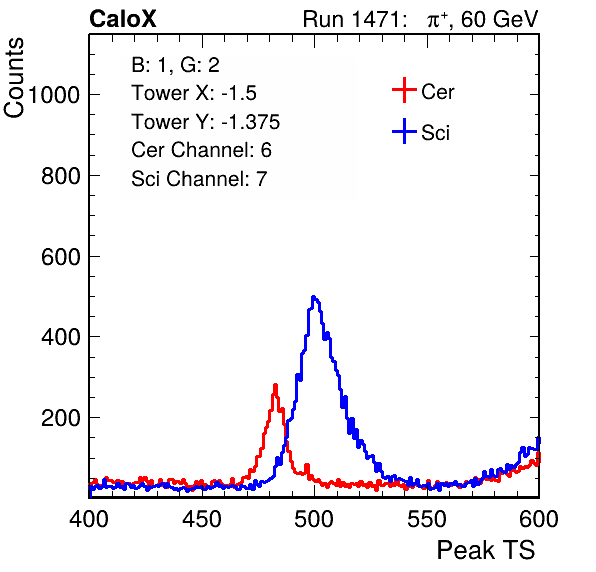 CaloX Run 1471: π⁺, 60 GeV
Counts
B: 1, G: 2
Tower X: -1.5
Tower Y: -1.375
Cer Channel: 6
Sci Channel: 7
Cer
Sci
1000
800
600
400
200
400 450 500 550 600
Peak TS